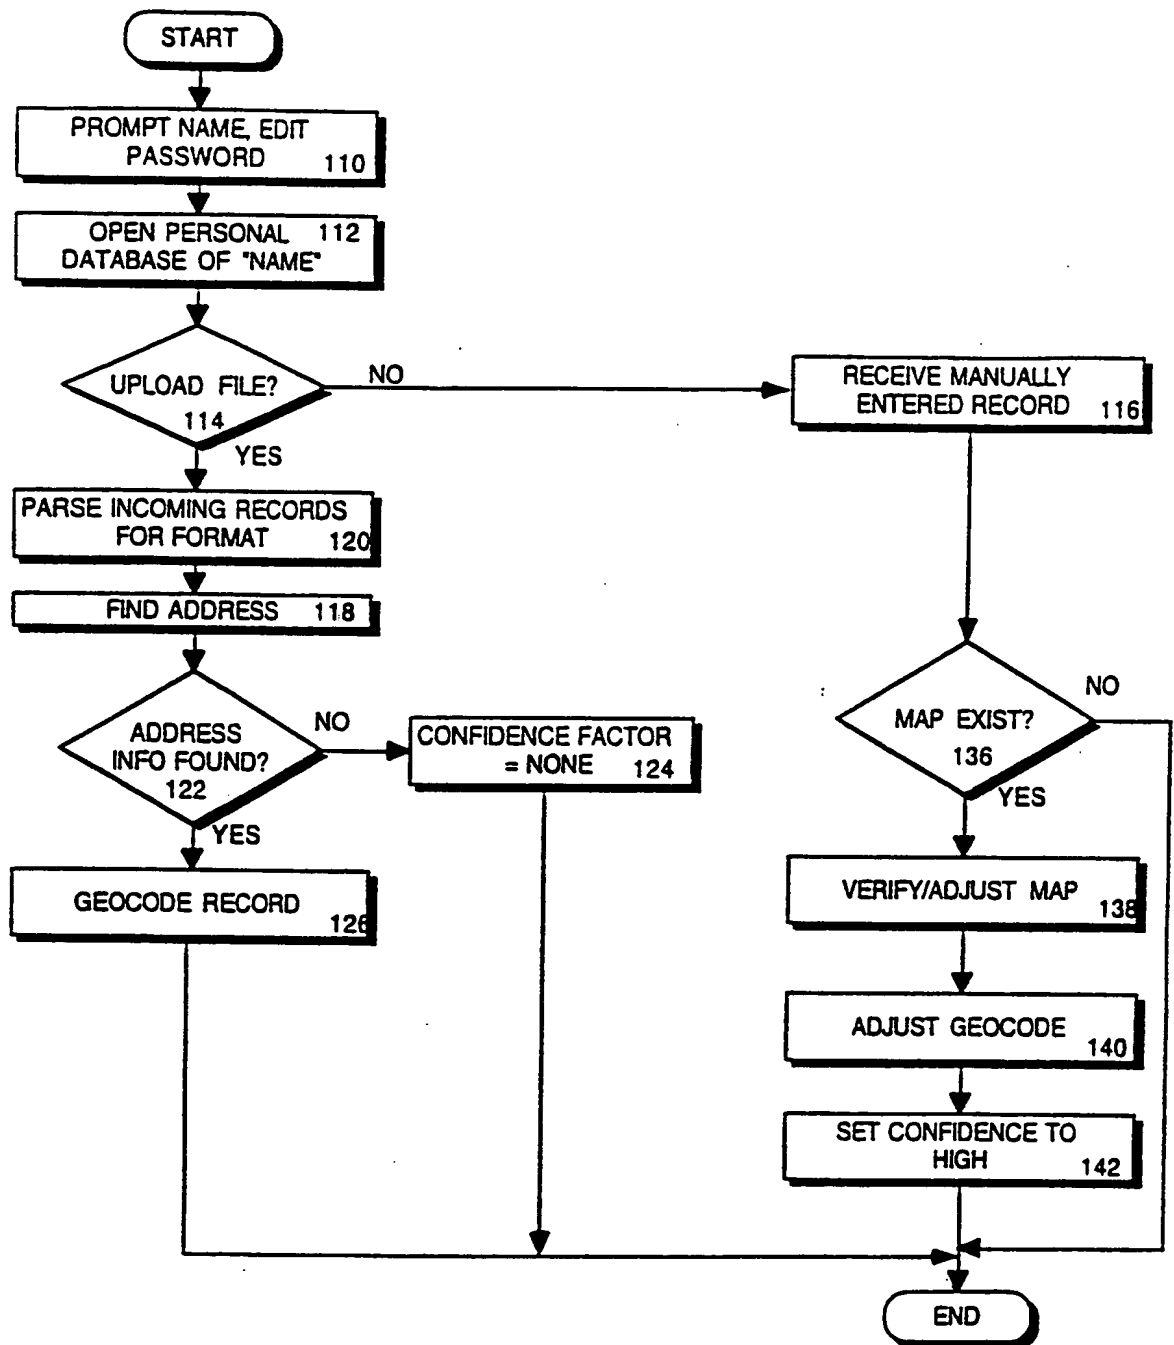 START
PROMPT NAME, EDIT
PASSWORD 110
OPEN PERSONAL 112
DATABASE OF "NAME"
UPLOAD FILE?
114
NO
YES
RECEIVE MANUALLY
ENTERED RECORD 116
PARSE INCOMING RECORDS
FOR FORMAT 120
FIND ADDRESS 118
ADDRESS
INFO FOUND?
122
NO
YES
CONFIDENCE FACTOR
= NONE 124
GEOCODE RECORD
126
MAP EXIST?
136
NO
YES
VERIFY/ADJUST MAP
138
ADJUST GEOCODE
140
SET CONFIDENCE TO
HIGH 142
END